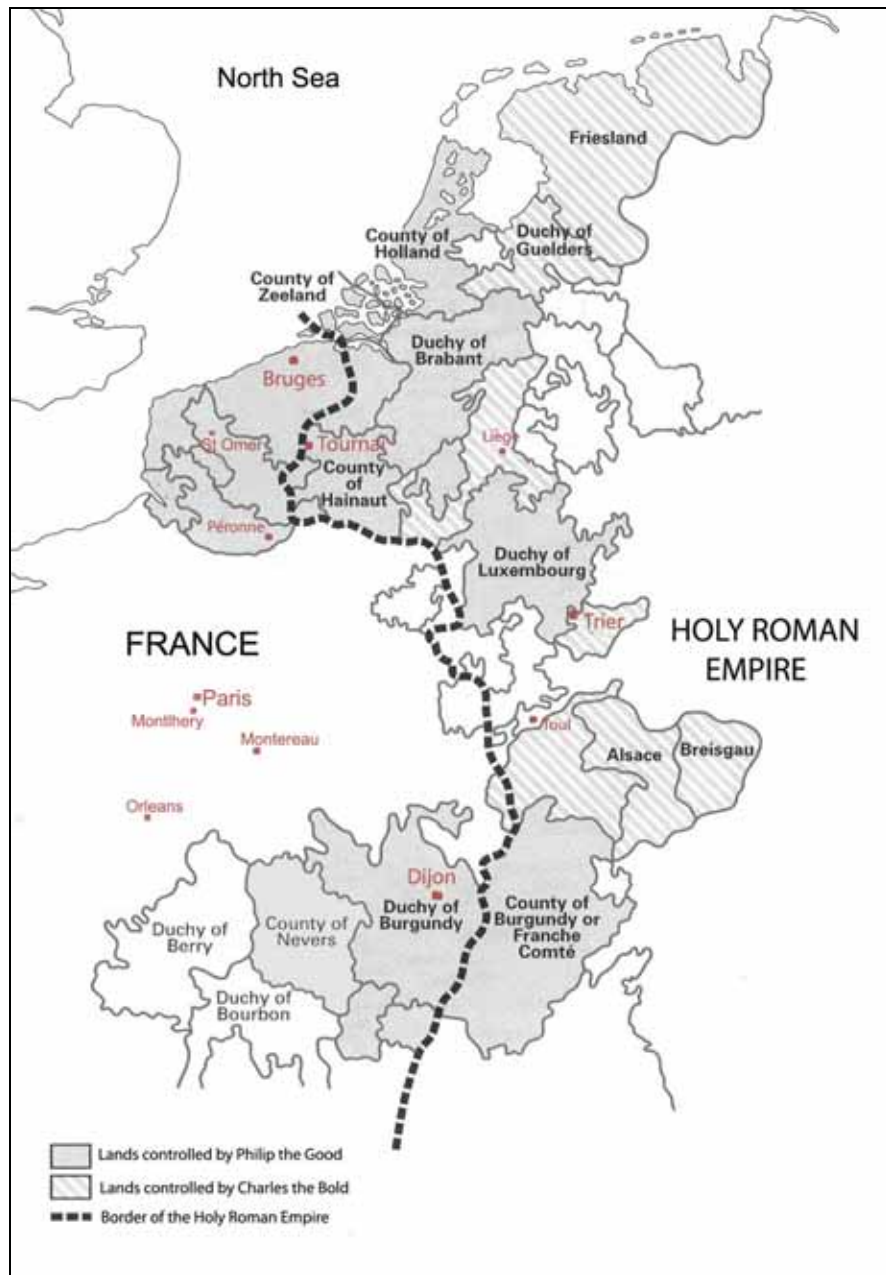 North Sea
Friesland
County of
Holland
Duchy of
Guelders
County of
Zeeland
Duchy of
Brabant
Bruges
St Omer
Tournai
Liège
County
of
Hainaut
Péronne
Duchy of
Luxembourg
Trier
FRANCE
HOLY ROMAN
EMPIRE
Paris
Montlhery
Montereau
Toul
Alsace
Breisgau
Orleans
Dijon
Duchy of
Burgundy
County of
Burgundy or
Franche
Comté
County of
Nevers
Duchy of
Berry
Duchy of
Bourbon
Lands controlled by Philip the Good
Lands controlled by Charles the Bold
Border of the Holy Roman Empire